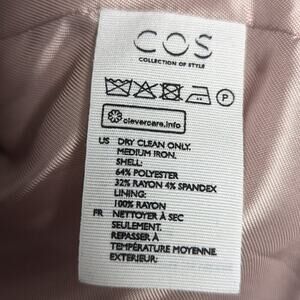 COS
COLLECTION OF STYLE
P
clevercare.info
US DRY CLEAN ONLY.
MEDIUM IRON.
SHELL:
64% POLYESTER
32% RAYON 4% SPANDEX
LINING:
100% RAYON
FR NETTOYER À SEC
SEULEMENT.
REPASSER À
TEMPÉRATURE MOYENNE.
EXTERIEUR: